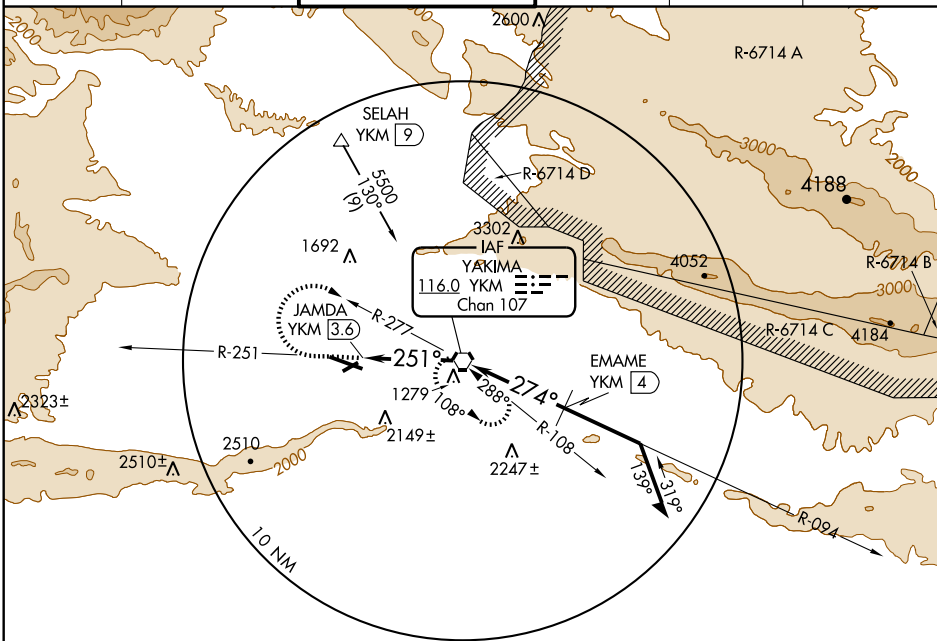 2600
2000
R-6714 A
SELAH
YKM 9
3000
2000
5500
130°
(9)
R-6714 D
4188
3302
1692
IAF
YAKIMA
116.0 YKM
Chan 107
4052
R-6714 B
3000
JAMDA
YKM 3.6
R-277
R-6714 C
4184
R-251
251°
EMAME
YKM 4
274°
288°
1279
108°
R-108
2323±
2149±
2510
2510±
2000
2247±
139°
319°
R-094
10 NM